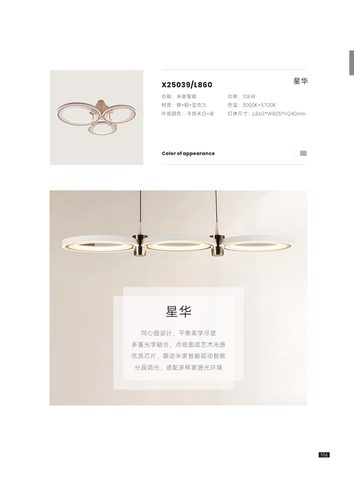 X25039/L860
星华
功能：米家智能
功率：106W
材质：铁+铝+亚克力
色温：3000K+5700K
外观颜色：卡其米白+金
灯体尺寸：L860*W605*H240mm
Color of appearance
星华
同心圆设计，平衡美学尽显
多重光学融合，点线面成艺术光感
优质芯片，联动米家智能驱动智能
分段调光，适配多样家居光环境
106